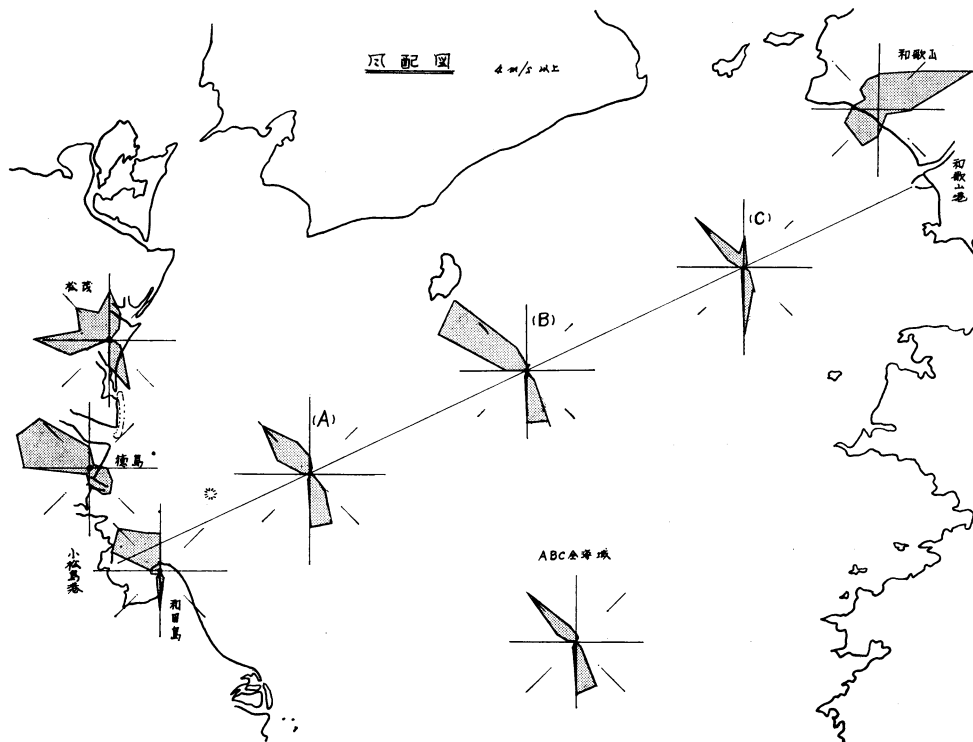 風配図 4 m/s 以上
和歌山
和歌山港
(C)
松茂
(B)
(A)
徳島
小松島港
和田島
ABC全海域